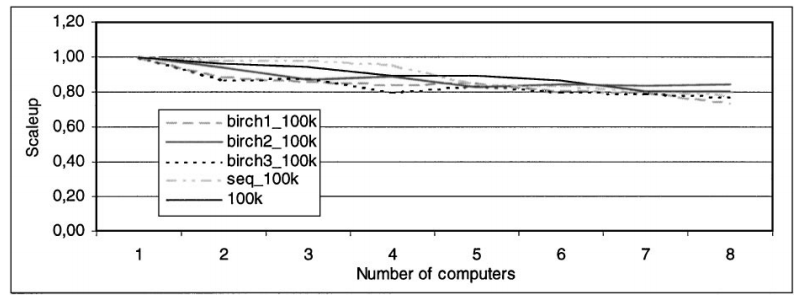 1,20
1,00
0,80
0,60
0,40
0,20
0,00
Scaleup
birch1_100k
birch2_100k
birch3_100k
seq_100k
100k
1 2 3 4 5 6 7 8
Number of computers